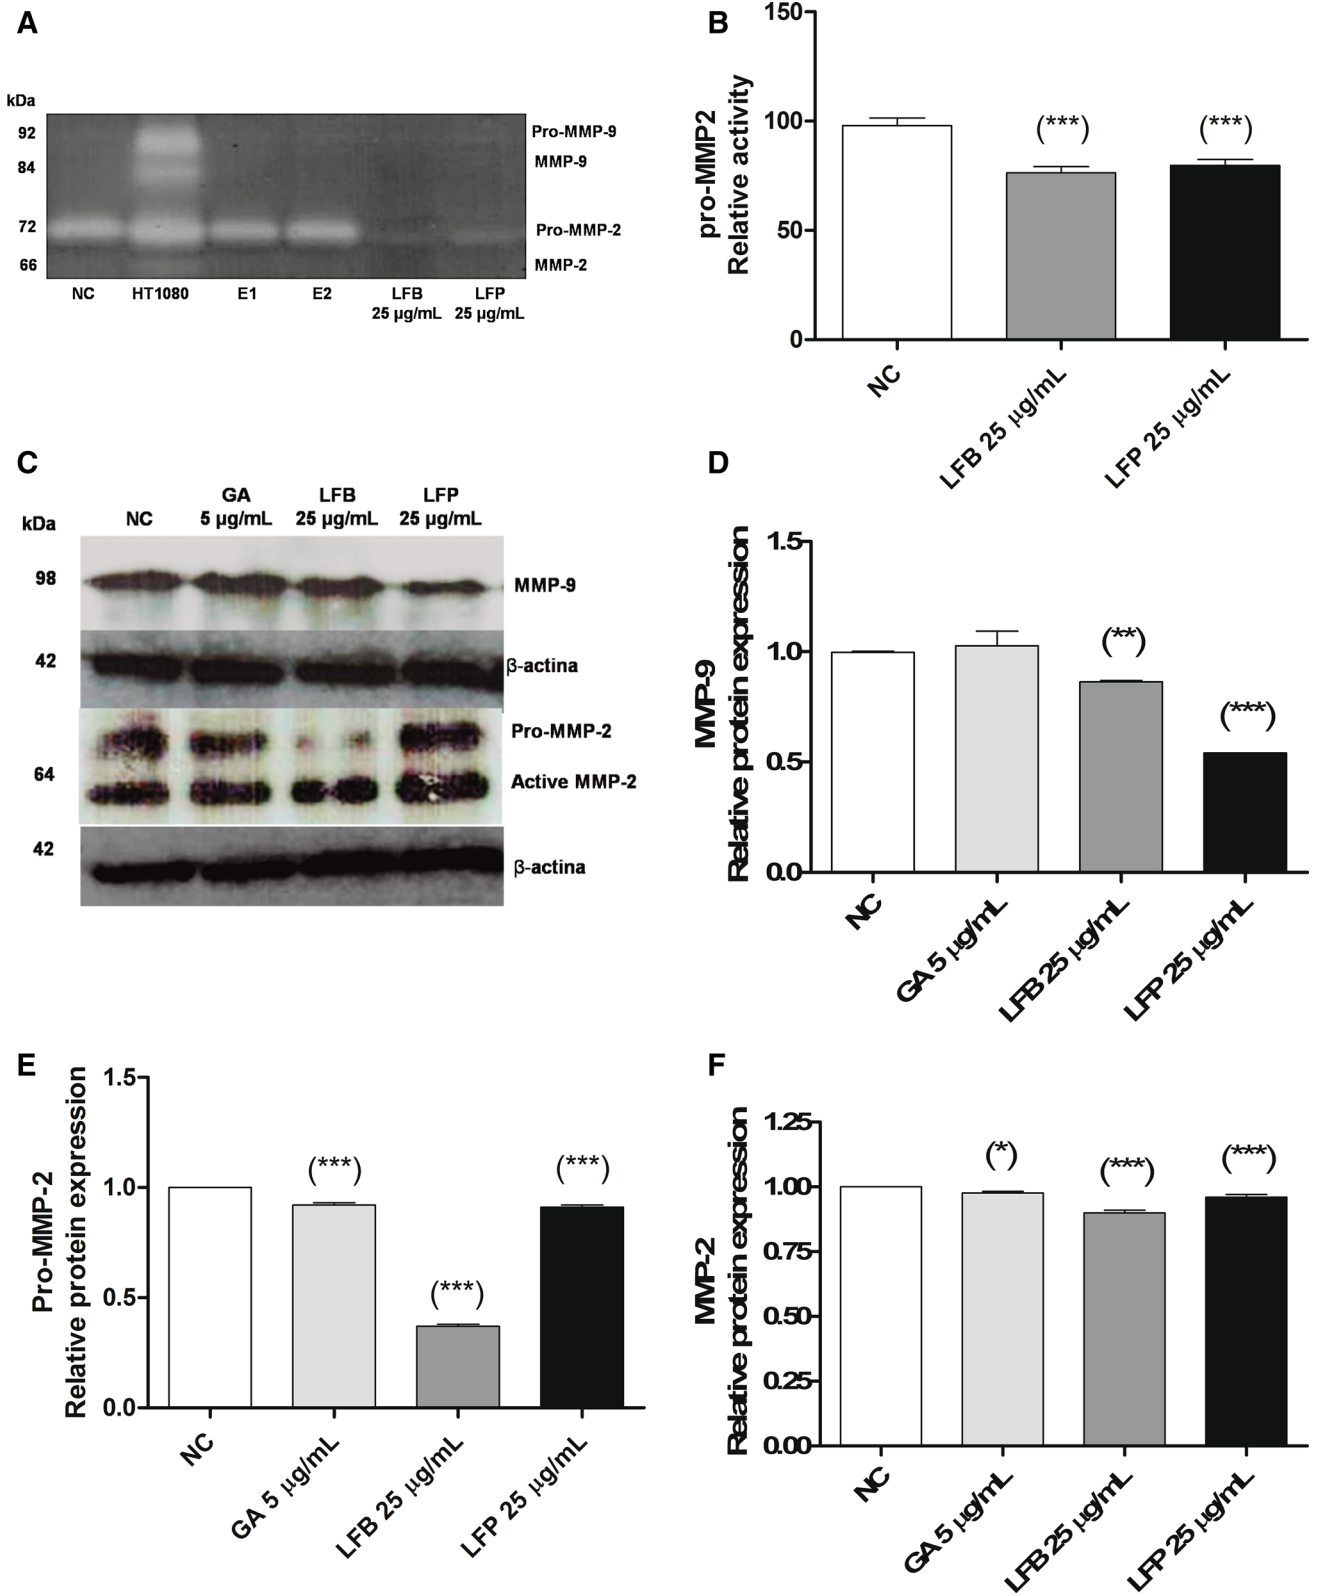 A
kDa
92
84
72
66
Pro-MMP-9
MMP-9
Pro-MMP-2
MMP-2
NC HT1080 E1 E2 LFB LFP
25 µg/mL 25 µg/mL
B
pro-MMP2
Relative activity
150
100
50
0
(***) (***)
NC
LFB 25 µg/mL
LFP 25 µg/mL
C
GA LFB LFP
kDa NC 5 µg/mL 25 µg/mL 25 µg/mL
98 MMP-9
42 β-actina
Pro-MMP-2
64 Active MMP-2
42 β-actina
D
MMP-9
Relative protein expression
1.5
1.0
0.5
0.0
(**)
(***)
NC
GA 5 µg/mL
LFB 25 µg/mL
LFP 25 µg/mL
E
Pro-MMP-2
Relative protein expression
1.5
1.0
0.5
0.0
(***) (***)
(***)
NC
GA 5 µg/mL
LFB 25 µg/mL
LFP 25 µg/mL
F
MMP-2
Relative protein expression
1.25
1.00
0.75
0.50
0.25
0.00
(*) (***) (***)
NC
GA 5 µg/mL
LFB 25 µg/mL
LFP 25 µg/mL